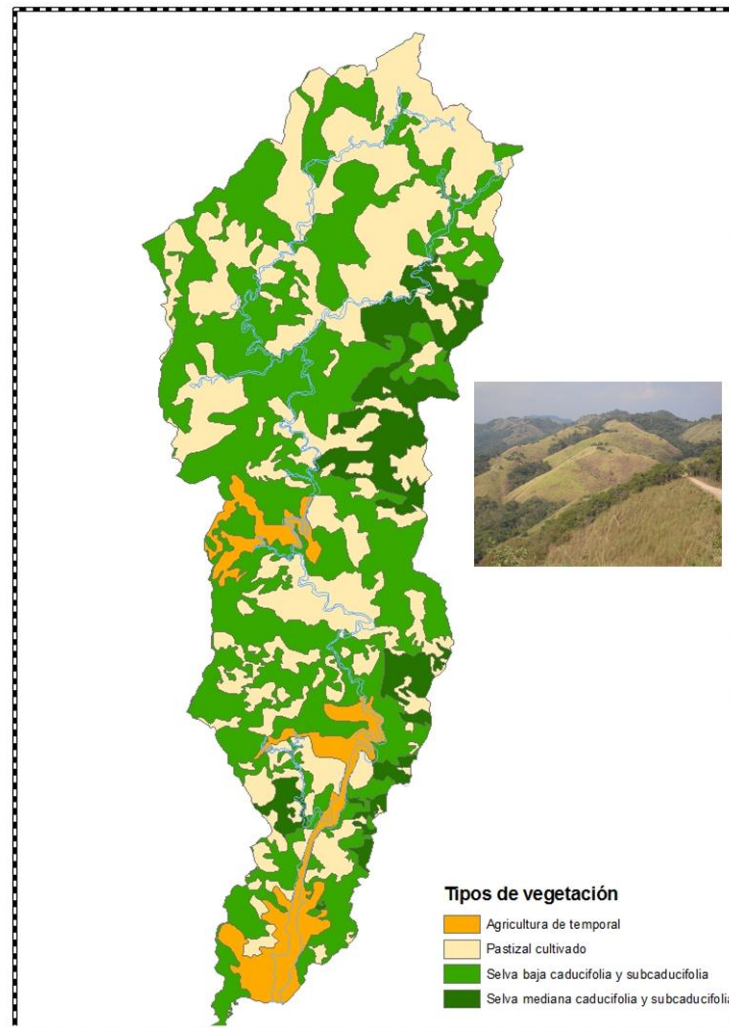 Tipos de vegetación
Agricultura de temporal
Pastizal cultivado
Selva baja caducifolia y subcaducifolia
Selva mediana caducifolia y subcaducifolia